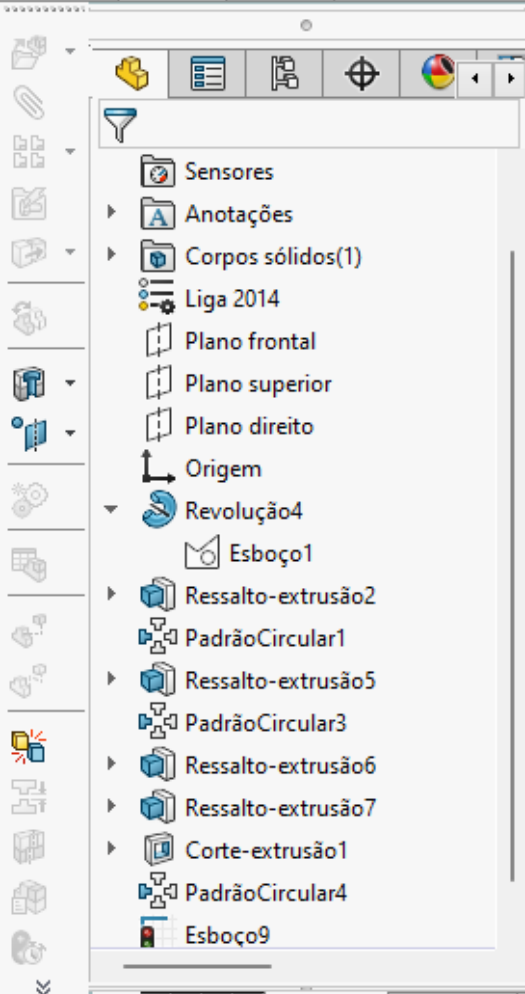 Sensores
Anotações
Corpos sólidos(1)
Liga 2014
Plano frontal
Plano superior
Plano direito
Origem
Revolução4
Esboço1
Ressalto-extrusão2
PadrãoCircular1
Ressalto-extrusão5
PadrãoCircular3
Ressalto-extrusão6
Ressalto-extrusão7
Corte-extrusão1
PadrãoCircular4
Esboço9